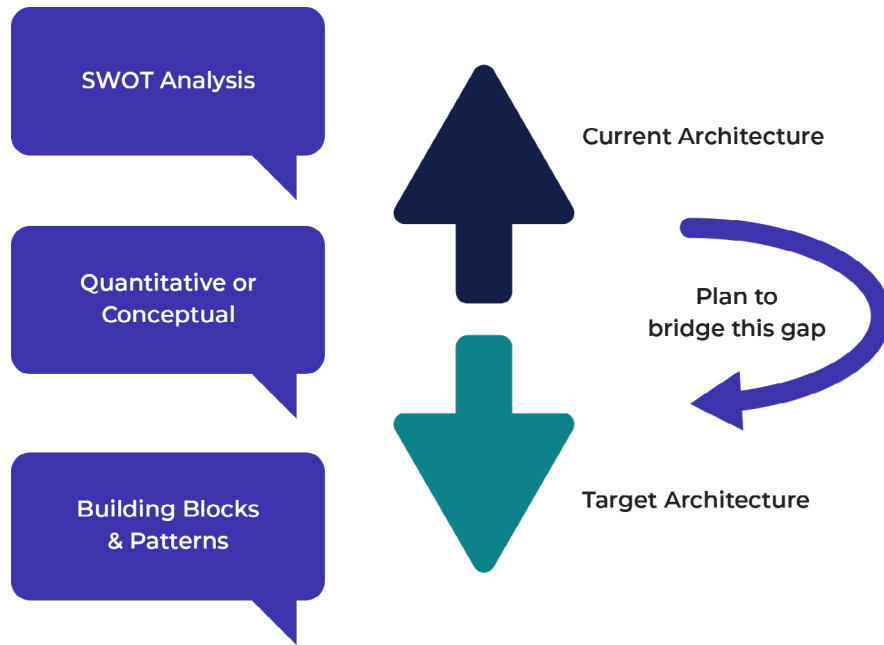 SWOT Analysis
Quantitative or
Conceptual
Building Blocks
& Patterns
Current Architecture
Plan to
bridge this gap
Target Architecture